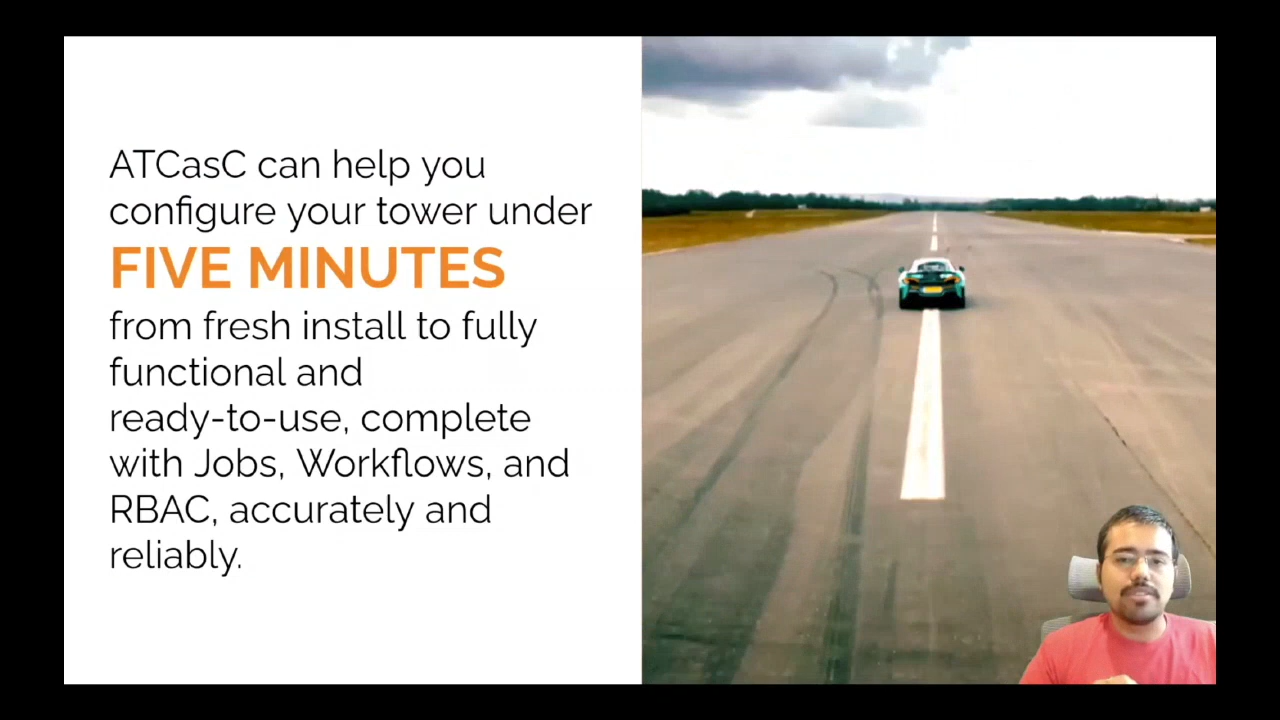 ATCasC can help you
configure your tower under
FIVE MINUTES
from fresh install to fully
functional and
ready-to-use, complete
with Jobs, Workflows, and
RBAC, accurately and
reliably.